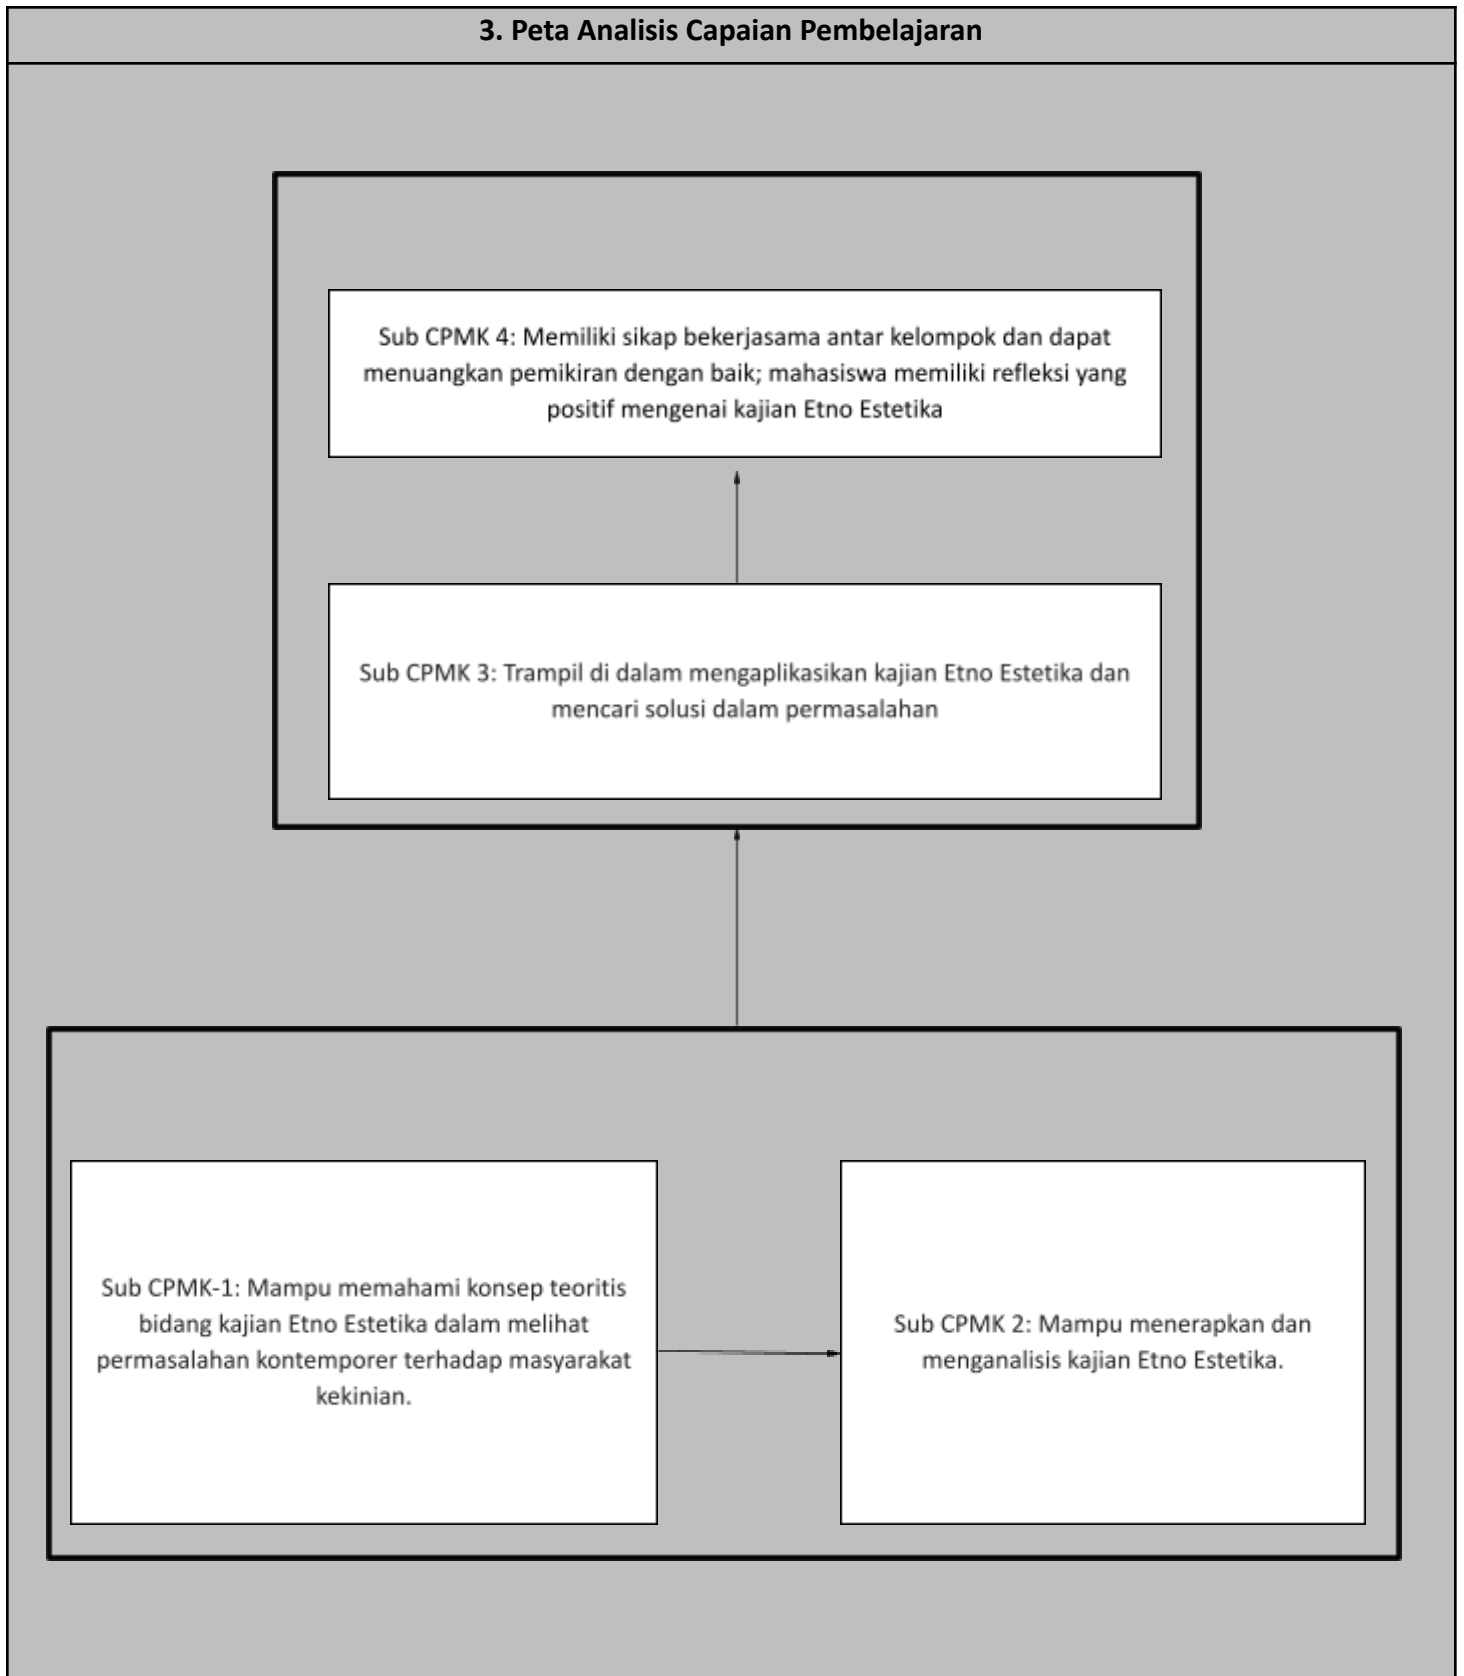 3. Peta Analisis Capaian Pembelajaran
Sub CPMK 4: Memiliki sikap bekerjasama antar kelompok dan dapat
menuangkan pemikiran dengan baik; mahasiswa memiliki refleksi yang
positif mengenai kajian Etno Estetika
Sub CPMK 3: Trampil di dalam mengaplikasikan kajian Etno Estetika dan
mencari solusi dalam permasalahan
Sub CPMK-1: Mampu memahami konsep teoritis
bidang kajian Etno Estetika dalam melihat
permasalahan kontemporer terhadap masyarakat
kekinian.
Sub CPMK 2: Mampu menerapkan dan
menganalisis kajian Etno Estetika.